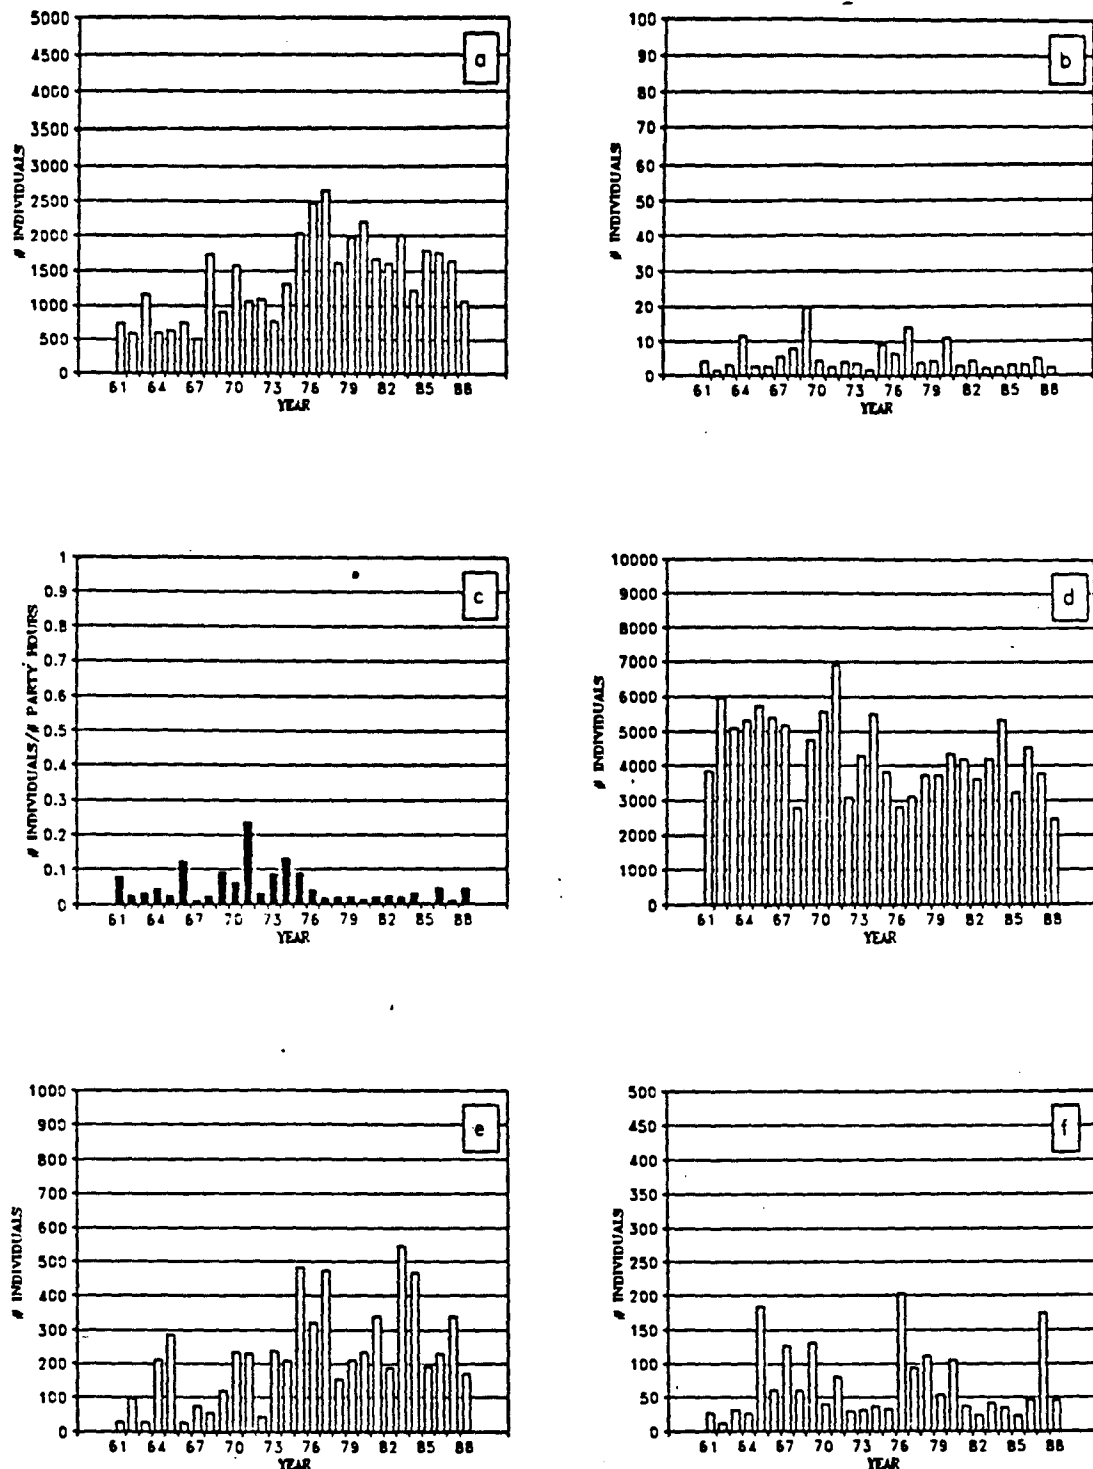 a
# INDIVIDUALS
5000
4500
4000
3500
3000
2500
2000
1500
1000
500
0
61 64 67 70 73 76 79 82 85 88
YEAR
b
# INDIVIDUALS
100
90
80
70
60
50
40
30
20
10
0
61 64 67 70 73 76 79 82 85 88
YEAR
c
# INDIVIDUALS/# PARTY HOURS
1
0.9
0.8
0.7
0.6
0.5
0.4
0.3
0.2
0.1
0
61 64 67 70 73 76 79 82 85 88
YEAR
d
# INDIVIDUALS
10000
9000
8000
7000
6000
5000
4000
3000
2000
1000
0
61 64 67 70 73 76 79 82 85 88
YEAR
e
# INDIVIDUALS
1000
900
800
700
600
500
400
300
200
100
0
61 64 67 70 73 76 79 82 85 88
YEAR
f
# INDIVIDUALS
500
450
400
350
300
250
200
150
100
50
0
61 64 67 70 73 76 79 82 85 88
YEAR